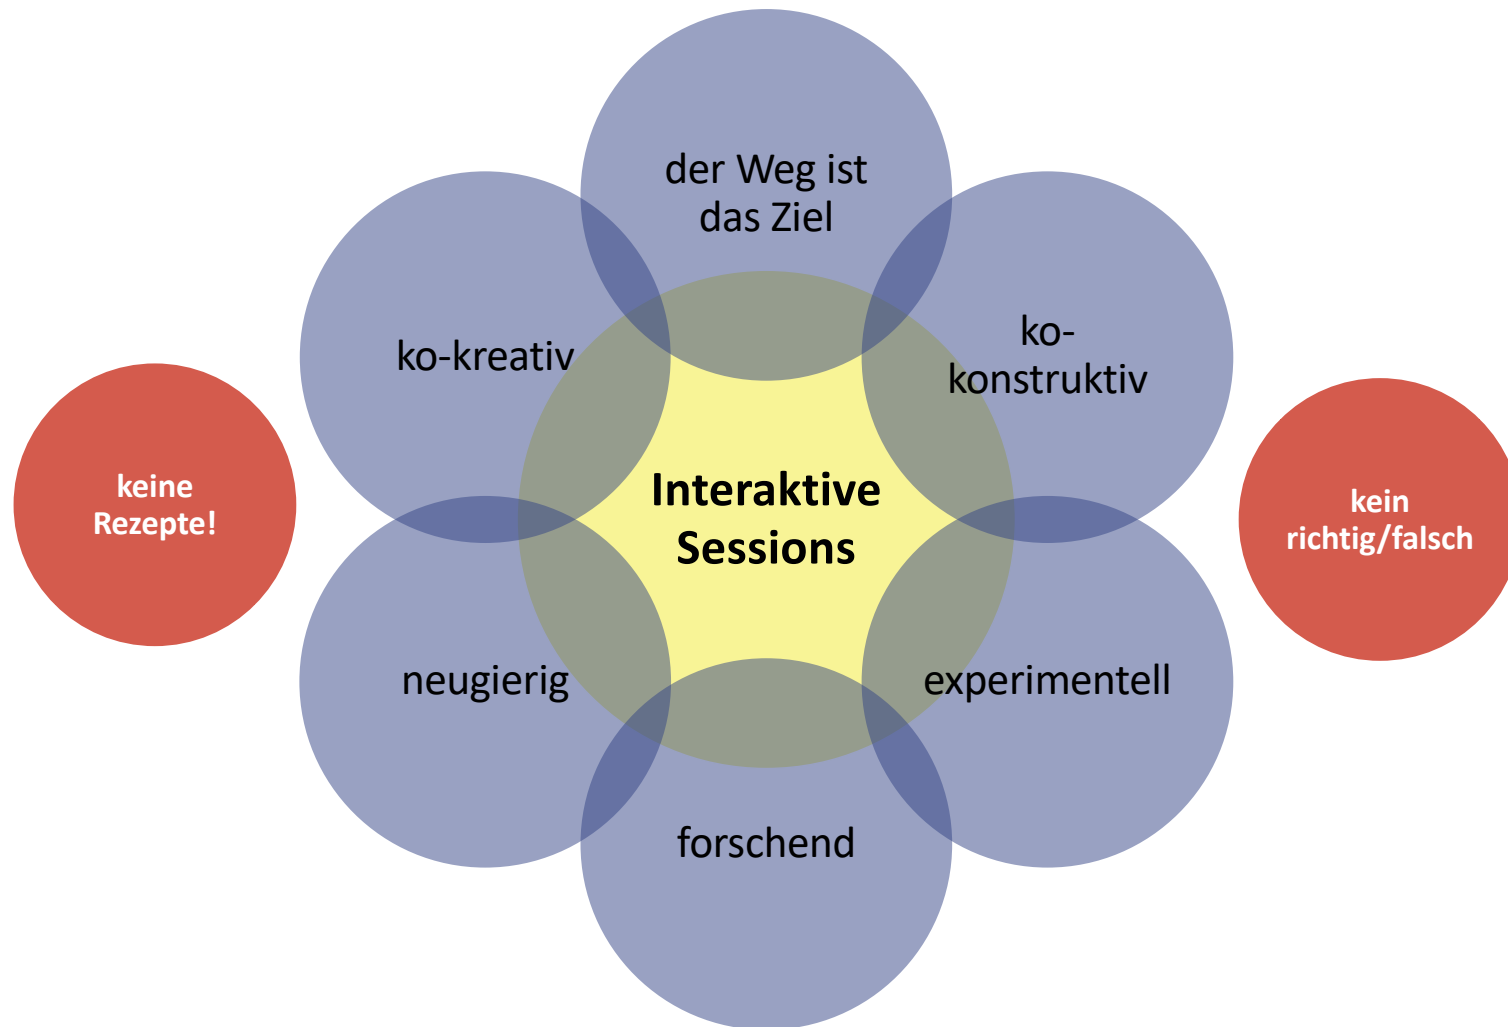 der Weg ist
das Ziel
ko-kreativ
ko-
konstruktiv
keine
Rezepte!
Interaktive
Sessions
kein
richtig/falsch
neugierig
experimentell
forschend